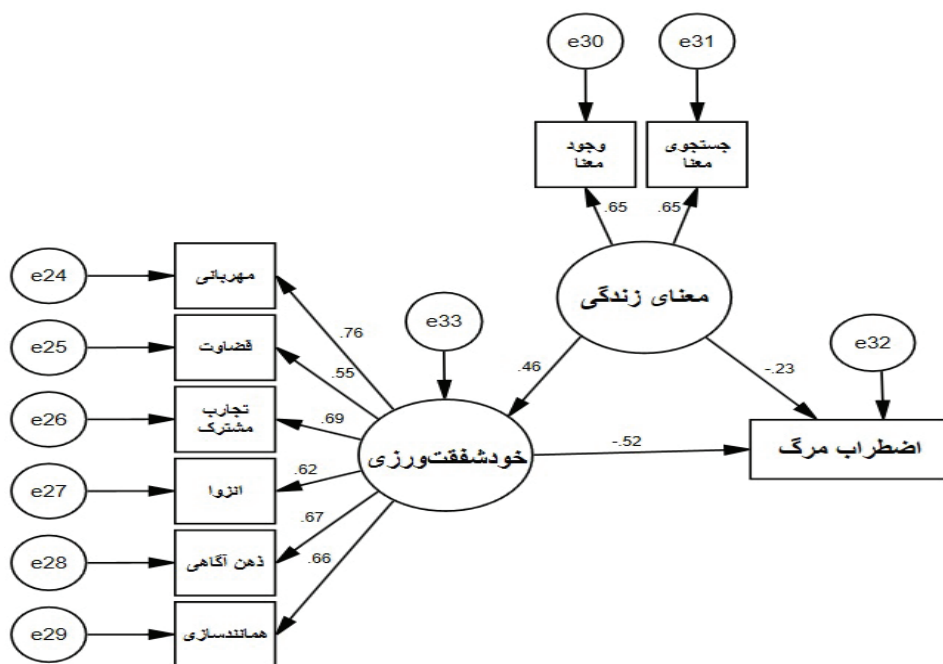 e30
e31
وجود
معنا
جستجوی
معنا
.65
.65
e24
مهربانی
معنای زندگی
e33
e32
.76
e25
قضاوت
.55
.46
-.23
e26
تجارب
مشترک
.69
خودشفقت‌ورزی
-.52
اضطراب مرگ
e27
انزوا
.62
.67
e28
ذهن آگاهی
.66
e29
همانندسازی